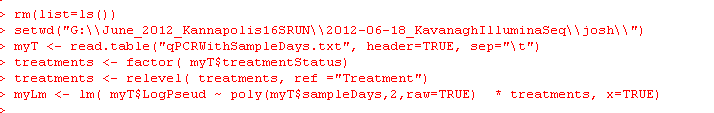 > rm(list=ls())
> setwd("G:\\June_2012_Kannapolis16SRUN\\2012-06-18_KavanaghIlluminaSeq\\josh\\")
> myT <- read.table("qPCRWithSampleDays.txt", header=TRUE, sep="\t")
> treatments <- factor( myT$treatmentStatus)
> treatments <- relevel( treatments, ref ="Treatment")
> myLm <- lm( myT$LogPseud ~ poly(myT$sampleDays,2,raw=TRUE)  * treatments, x=TRUE)
>